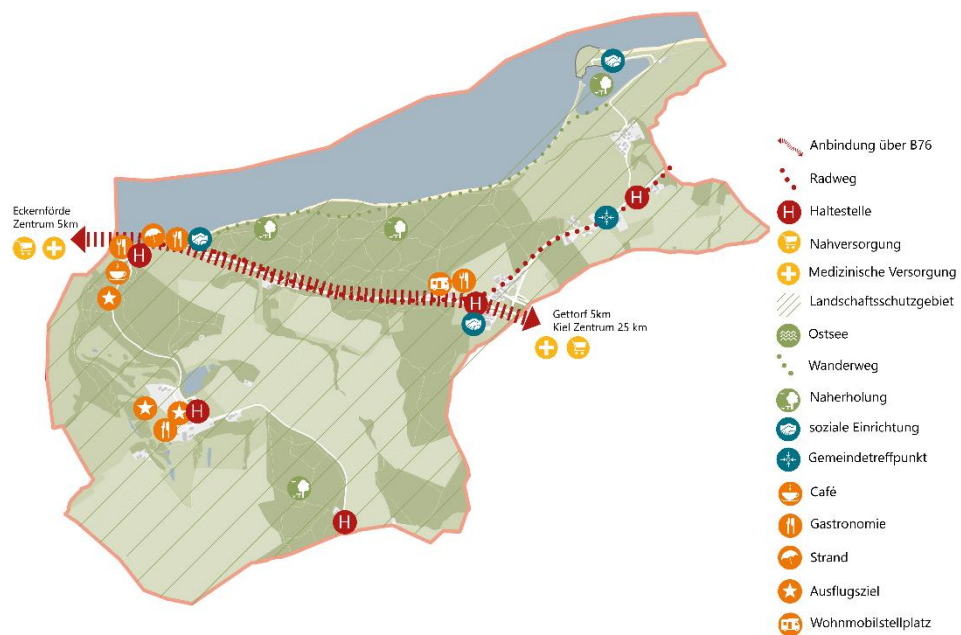 Eckernförde
Zentrum 5km
H
H
H
H
H
Gettorf 5km
Kiel Zentrum 25 km
Anbindung über B76
Radweg
H
Haltestelle
Nahversorgung
Medizinische Versorgung
Landschaftsschutzgebiet
Ostsee
Wanderweg
Naherholung
soziale Einrichtung
Gemeindetreffpunkt
Café
Gastronomie
Strand
Ausflugsziel
Wohnmobilstellplatz